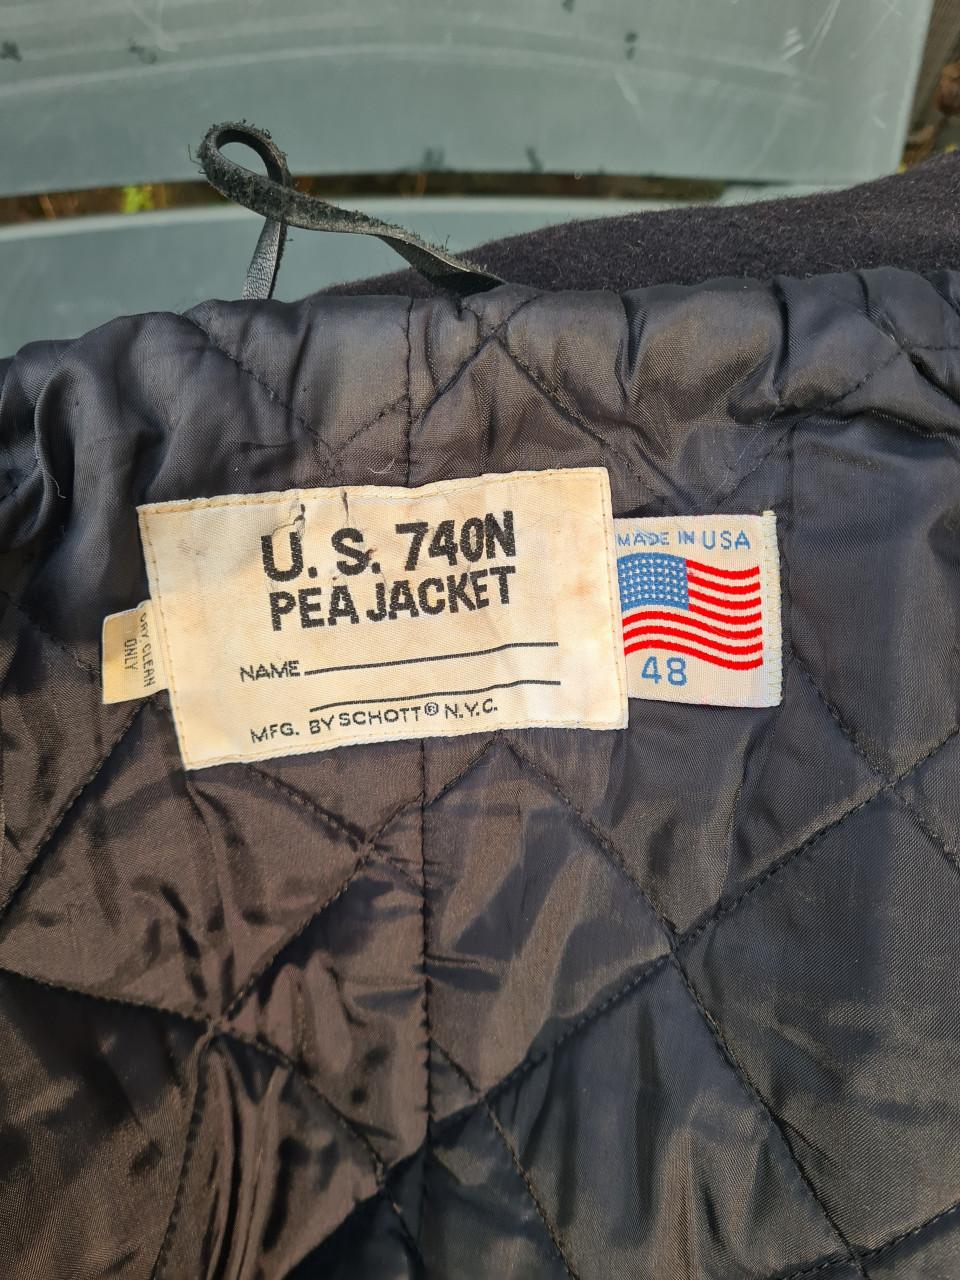 U. S. 740N
PEA JACKET
NAME
MFG. BY SCHOTT® N.Y.C.
DRY CLEAN
ONLY
MADE IN USA
48